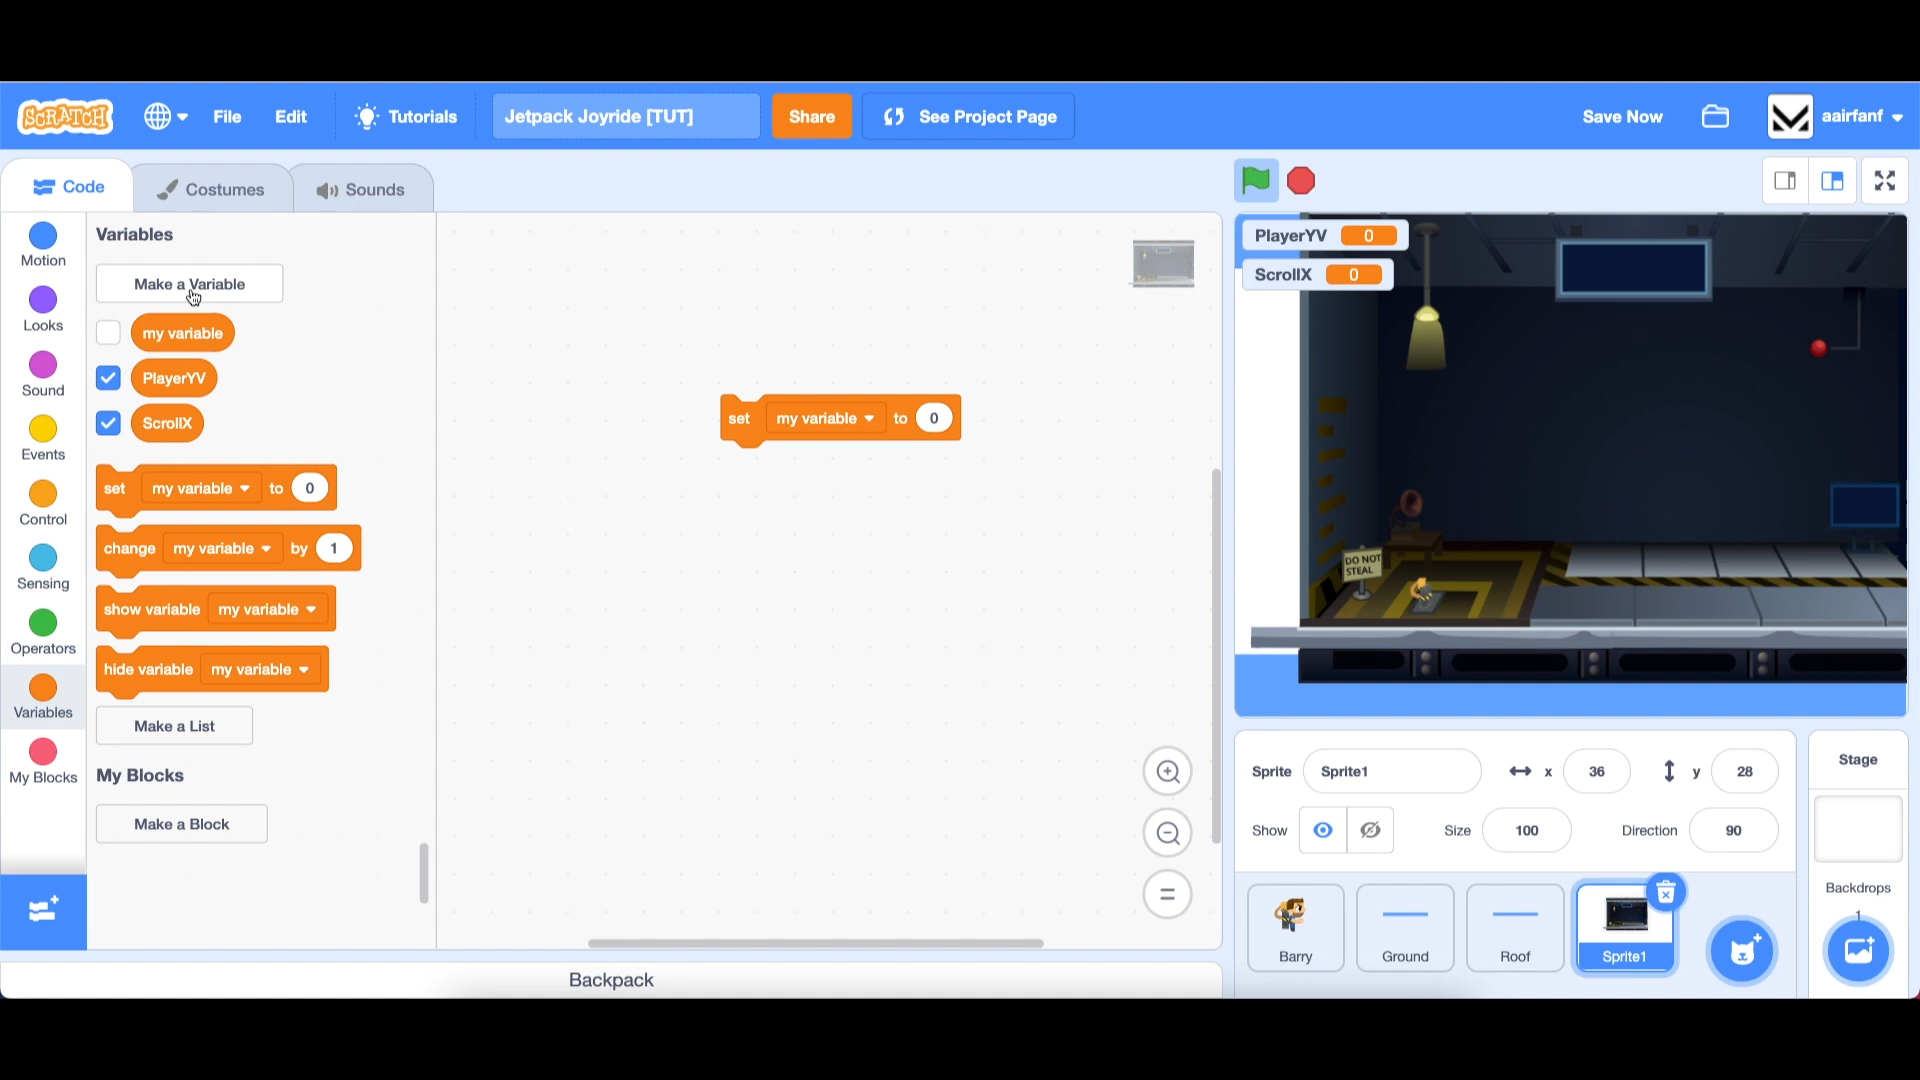 SCRATCH
File
Edit
Tutorials
Jetpack Joyride [TUT]
Share
See Project Page
Save Now
aairfanf
Code
Costumes
Sounds
Motion
Looks
Sound
Events
Control
Sensing
Operators
Variables
My Blocks
Variables
Make a Variable
my variable
PlayerYV
ScrollX
set my variable to 0
change my variable by 1
show variable my variable
hide variable my variable
Make a List
My Blocks
Make a Block
set my variable to 0
Backpack
PlayerYV 0
ScrollX 0
DO NOT
STEAL
Sprite Sprite1 x 36 y 28
Show Size 100 Direction 90
Barry
Ground
Roof
Sprite1
Stage
Backdrops
1